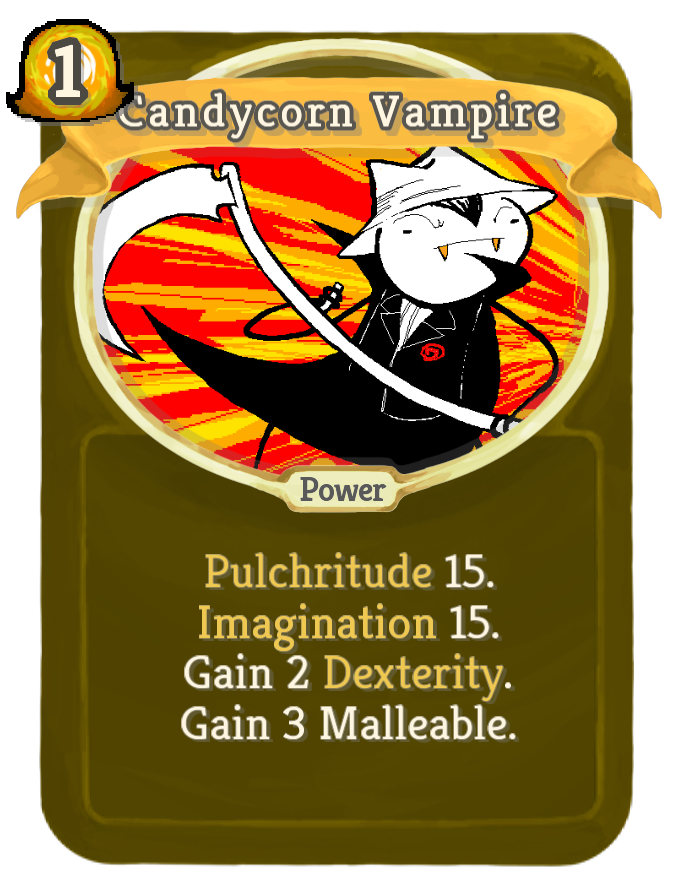 1
Candycorn Vampire
Power
Pulchritude 15.
Imagination 15.
Gain 2 Dexterity.
Gain 3 Malleable.